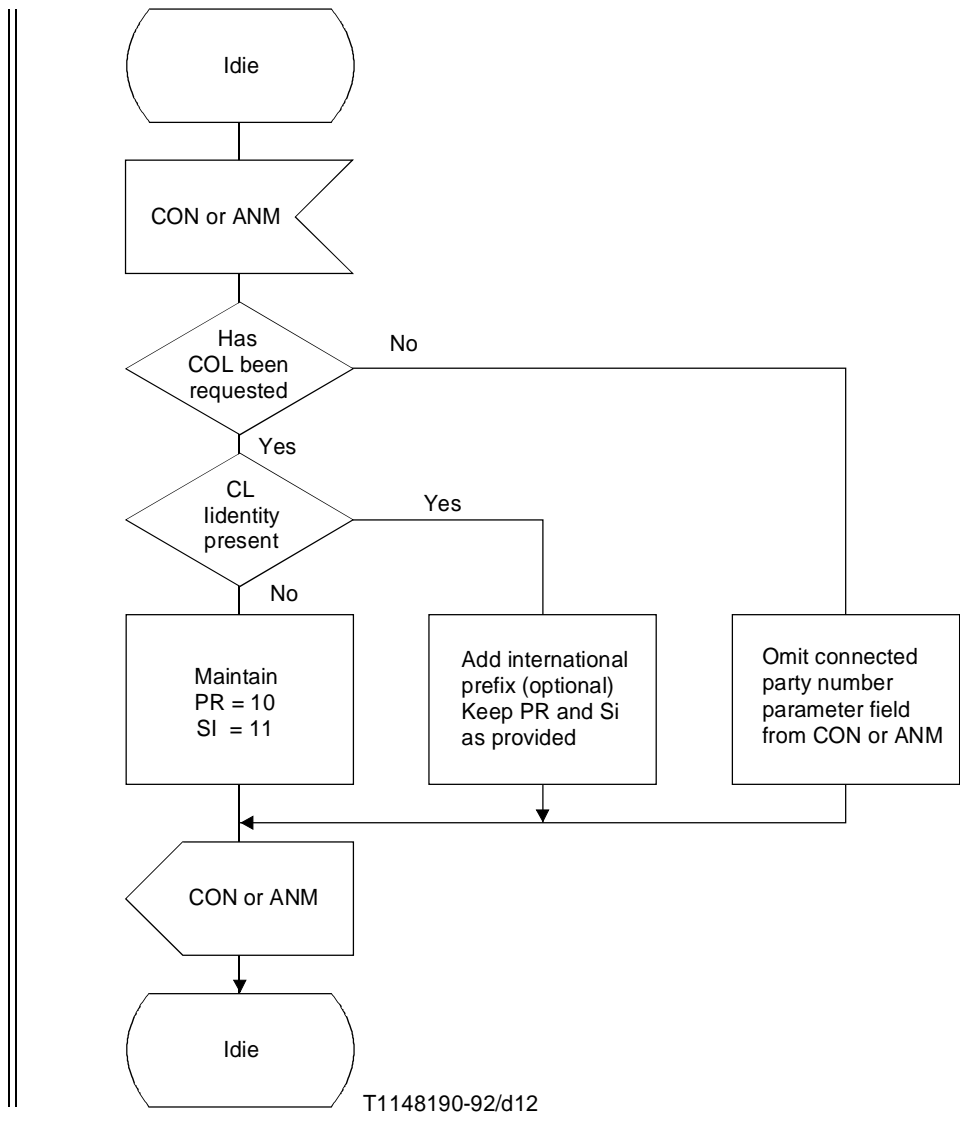 Idie
CON or ANM
Has
COL been
requested
No
Yes
CL
Iidentity
present
Yes
No
Maintain
PR = 10
SI = 11
Add international
prefix (optional)
Keep PR and Si
as provided
Omit connected
party number
parameter field
from CON or ANM
CON or ANM
Idie
T1148190-92/d12